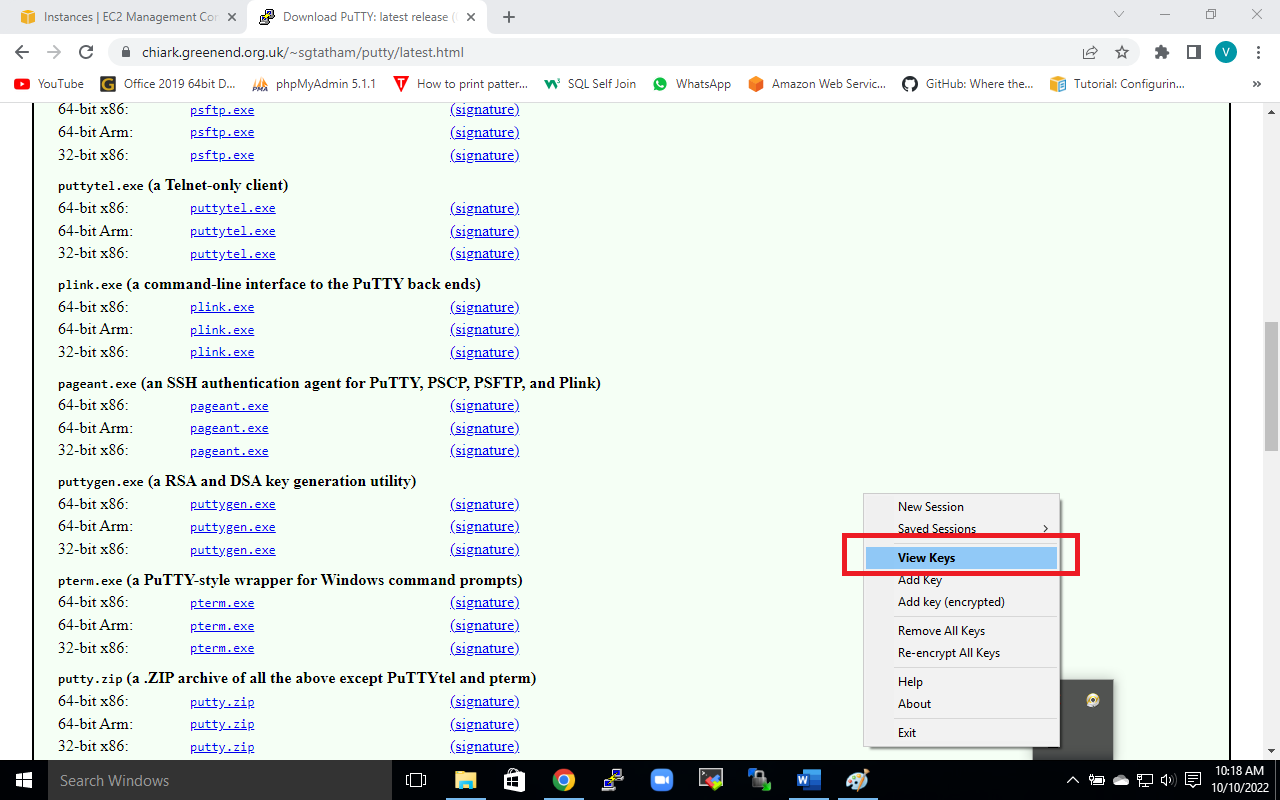 Instances | EC2 Management Con
Download PuTTY: latest release (
chiark.greenend.org.uk/~sgtatham/putty/latest.html
V
YouTube
Office 2019 64bit D...
phpMyAdmin 5.1.1
How to print patter...
SQL Self Join
WhatsApp
Amazon Web Servic...
GitHub: Where the...
Tutorial: Configurin...
»
64-bit x86: psftp.exe (signature)
64-bit Arm: psftp.exe (signature)
32-bit x86: psftp.exe (signature)
puttytel.exe (a Telnet-only client)
64-bit x86: puttytel.exe (signature)
64-bit Arm: puttytel.exe (signature)
32-bit x86: puttytel.exe (signature)
plink.exe (a command-line interface to the PuTTY back ends)
64-bit x86: plink.exe (signature)
64-bit Arm: plink.exe (signature)
32-bit x86: plink.exe (signature)
pageant.exe (an SSH authentication agent for PuTTY, PSCP, PSFTP, and Plink)
64-bit x86: pageant.exe (signature)
64-bit Arm: pageant.exe (signature)
32-bit x86: pageant.exe (signature)
puttygen.exe (a RSA and DSA key generation utility)
64-bit x86: puttygen.exe (signature)
64-bit Arm: puttygen.exe (signature)
32-bit x86: puttygen.exe (signature)
pterm.exe (a PuTTY-style wrapper for Windows command prompts)
64-bit x86: pterm.exe (signature)
64-bit Arm: pterm.exe (signature)
32-bit x86: pterm.exe (signature)
putty.zip (a .ZIP archive of all the above except PuTTYtel and pterm)
64-bit x86: putty.zip (signature)
64-bit Arm: putty.zip (signature)
32-bit x86: putty.zip (signature)
New Session
Saved Sessions
View Keys
Add Key
Add key (encrypted)
Remove All Keys
Re-encrypt All Keys
Help
About
Exit
Search Windows
10:18 AM
10/10/2022